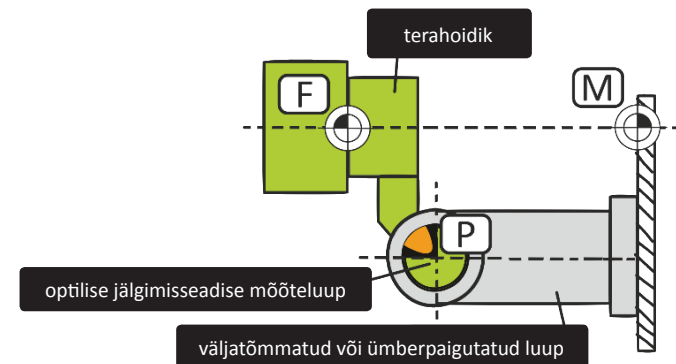 terahoidik
F
M
P
optilise jälgimisseadise mõõteluup
väljatõmmatud või ümberpaigutatud luup